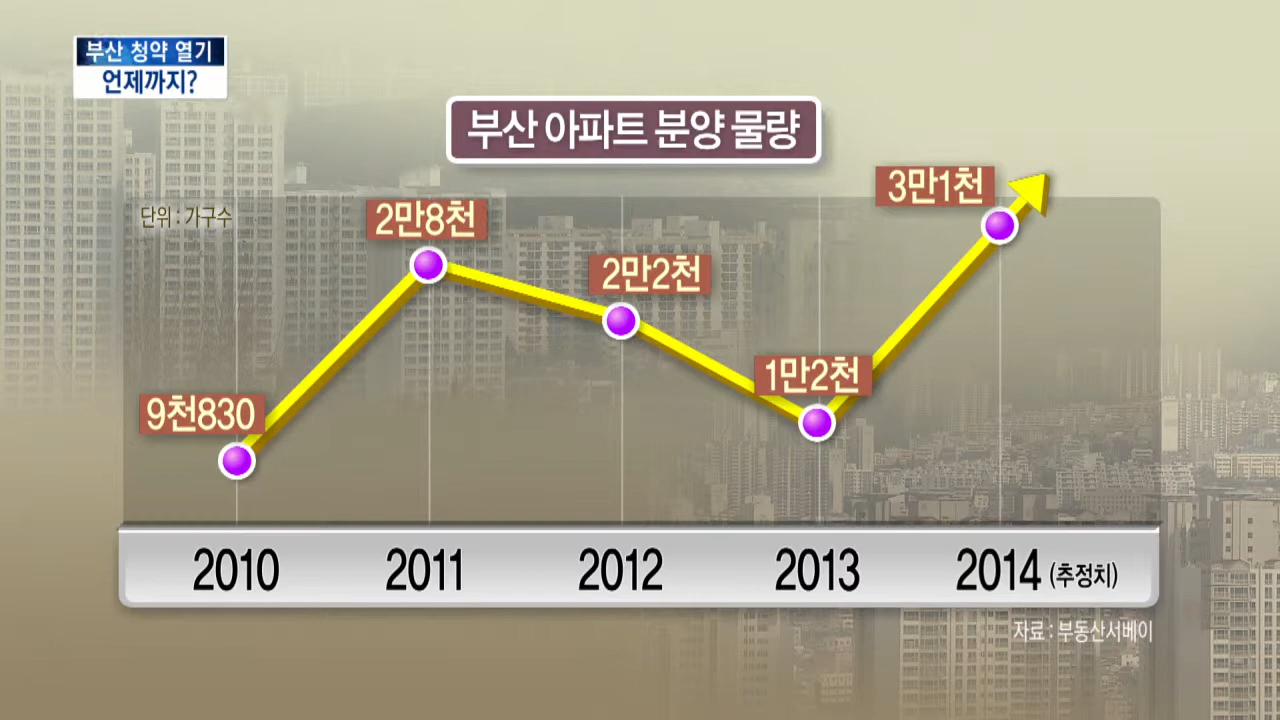 부산 청약 열기
언제까지?
부산 아파트 분양 물량
단위 : 가구수
9천830
2만8천
2만2천
1만2천
3만1천
2010 2011 2012 2013 2014 (추정치)
자료 : 부동산서베이